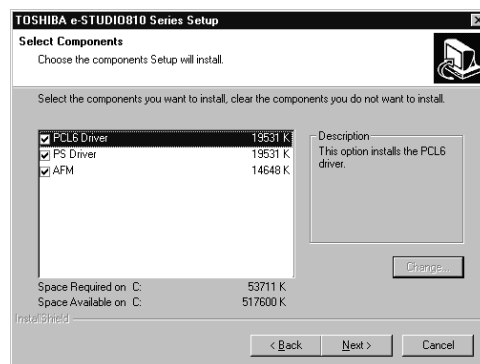 TOSHIBA e-STUDIO810 Series Setup
Select Components
Choose the components Setup will install.
Select the components you want to install, clear the components you do not want to install.
PCL6 Driver 19531 K
PS Driver 19531 K
AFM 14648 K
Description
This option installs the PCL6
driver.
Change...
Space Required on C: 53711 K
Space Available on C: 517600 K
InstallShield
< Back Next > Cancel